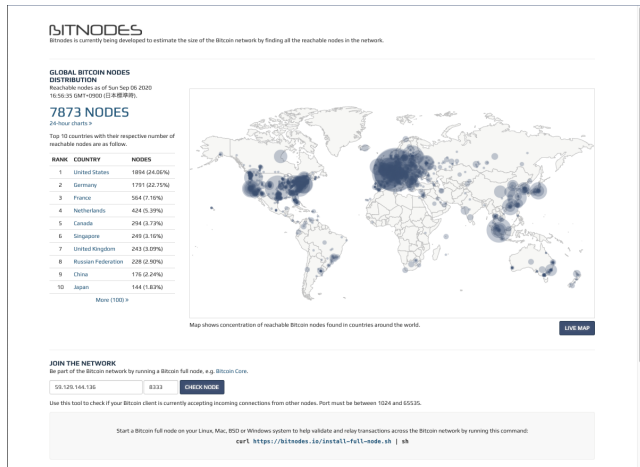 BITNODES
Bitnodes is currently being developed to estimate the size of the Bitcoin network by finding all the reachable nodes in the network.
GLOBAL BITCOIN NODES
DISTRIBUTION
Reachable nodes as of Sun Sep 06 2020
16:56:35 GMT+0900 (日本標準時).
7873 NODES
24-hour charts »
Top 10 countries with their respective number of
reachable nodes are as follow.
RANK COUNTRY NODES
1 United States 1894 (24.06%)
2 Germany 1791 (22.75%)
3 France 564 (7.16%)
4 Netherlands 424 (5.39%)
5 Canada 294 (3.73%)
6 Singapore 249 (3.16%)
7 United Kingdom 243 (3.09%)
8 Russian Federation 228 (2.90%)
9 China 176 (2.24%)
10 Japan 144 (1.83%)
More (100) »
Map shows concentration of reachable Bitcoin nodes found in countries around the world.
LIVE MAP
JOIN THE NETWORK
Be part of the Bitcoin network by running a Bitcoin full node, e.g. Bitcoin Core.
59.129.144.136 8333 CHECK NODE
Use this tool to check if your Bitcoin client is currently accepting incoming connections from other nodes. Port must be between 1024 and 65535.
Start a Bitcoin full node on your Linux, Mac, BSD or Windows system to help validate and relay transactions across the Bitcoin network by running this command:
curl https://bitnodes.io/install-full-node.sh | sh